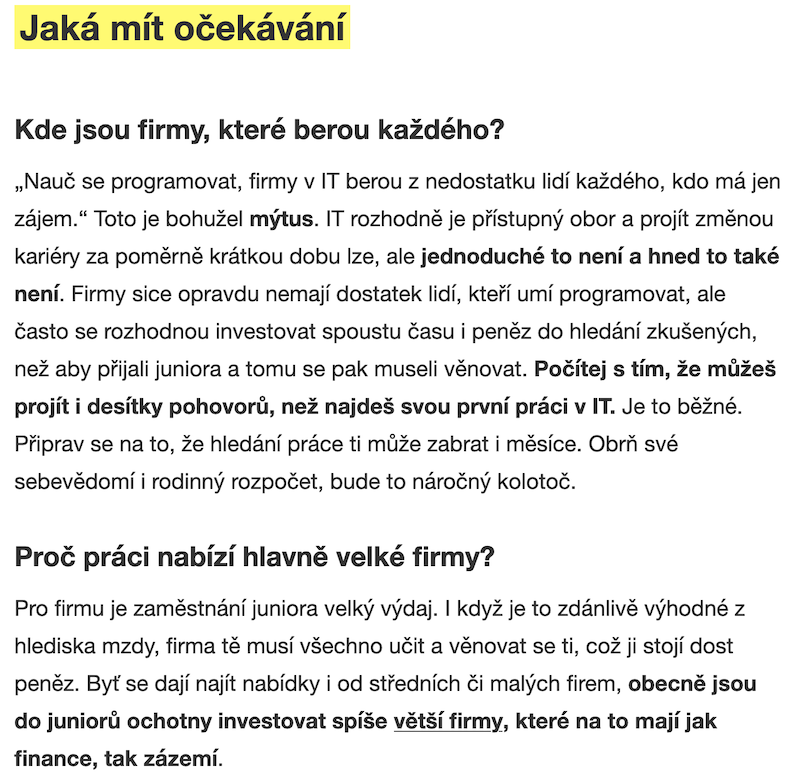 Jaká mít očekávání
Kde jsou firmy, které berou každého?
„Nauč se programovat, firmy v IT berou z nedostatku lidí každého, kdo má jen
zájem.“ Toto je bohužel mýtus. IT rozhodně je přístupný obor a projít změnou
kariéry za poměrně krátkou dobu lze, ale jednoduché to není a hned to také
není. Firmy sice opravdu nemají dostatek lidí, kteří umí programovat, ale
často se rozhodnou investovat spoustu času i peněz do hledání zkušených,
než aby přijali juniora a tomu se pak museli věnovat. Počítej s tím, že můžeš
projít i desítky pohovorů, než najdeš svou první práci v IT. Je to běžné.
Připrav se na to, že hledání práce ti může zabrat i měsíce. Obrň své
sebevědomí i rodinný rozpočet, bude to náročný kolotoč.
Proč práci nabízí hlavně velké firmy?
Pro firmu je zaměstnání juniora velký výdaj. I když je to zdánlivě výhodné z
hlediska mzdy, firma tě musí všechno učit a věnovat se ti, což ji stojí dost
peněz. Byť se dají najít nabídky i od středních či malých firem, obecně jsou
do juniorů ochotny investovat spíše větší firmy, které na to mají jak
finance, tak zázemí.